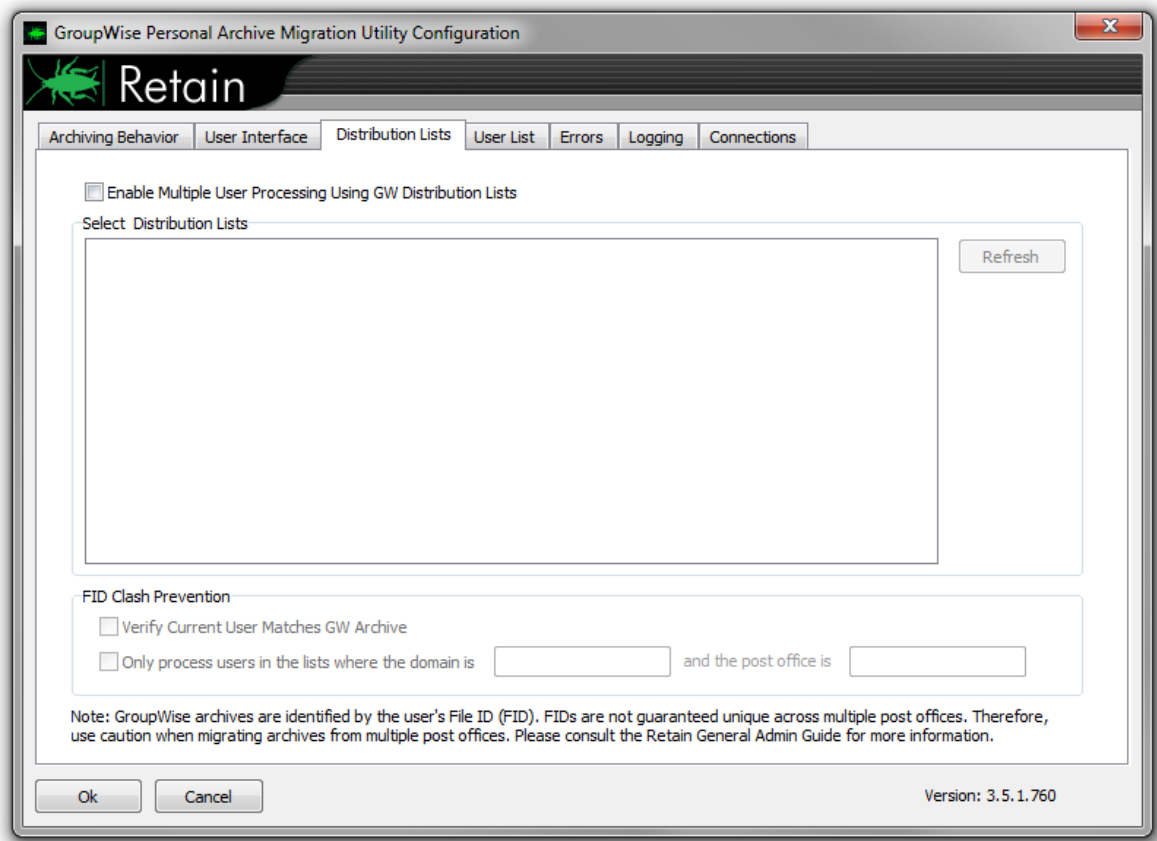 GroupWise Personal Archive Migration Utility Configuration
X
Retain
Archiving Behavior User Interface Distribution Lists User List Errors Logging Connections
Enable Multiple User Processing Using GW Distribution Lists
Select Distribution Lists
Refresh
FID Clash Prevention
Verify Current User Matches GW Archive
Only process users in the lists where the domain is and the post office is
Note: GroupWise archives are identified by the user's File ID (FID). FIDs are not guaranteed unique across multiple post offices. Therefore,
use caution when migrating archives from multiple post offices. Please consult the Retain General Admin Guide for more information.
Ok Cancel Version: 3.5.1.760